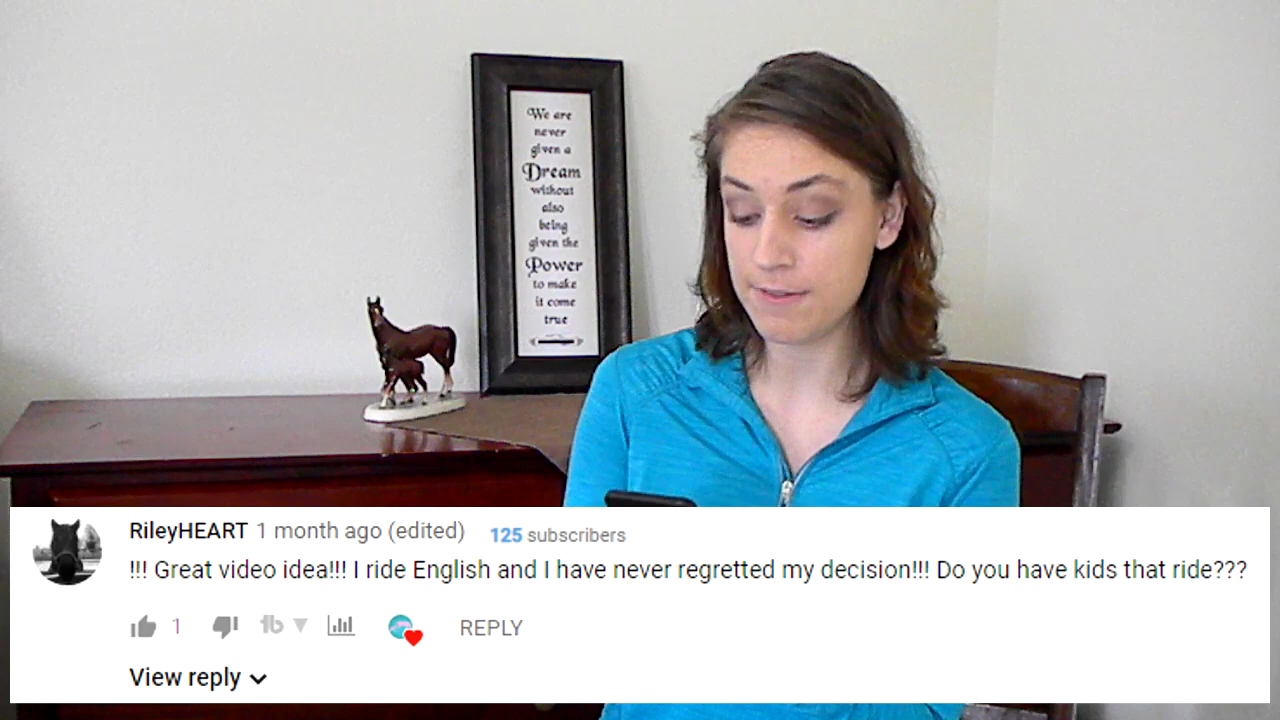 We are
never
given a
Dream
without
also
being
given the
Power
to make
it come
true
RileyHEART 1 month ago (edited) 125 subscribers
!!! Great video idea!!! I ride English and I have never regretted my decision!!! Do you have kids that ride???
1 tb REPLY
View reply